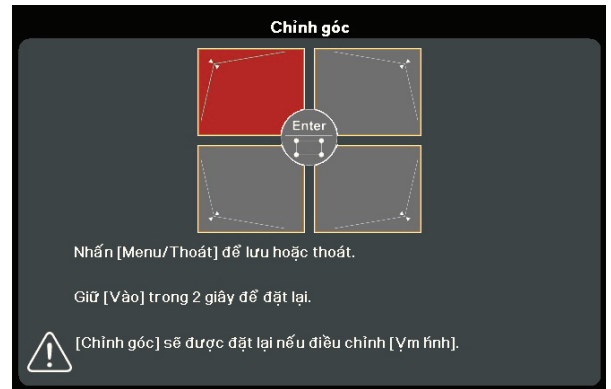 Chỉnh góc
Enter
Nhấn [Menu/Thoát] để lưu hoặc thoát.
Giữ [Vào] trong 2 giây để đặt lại.
[Chỉnh góc] sẽ được đặt lại nếu điều chỉnh [Vm hnh].